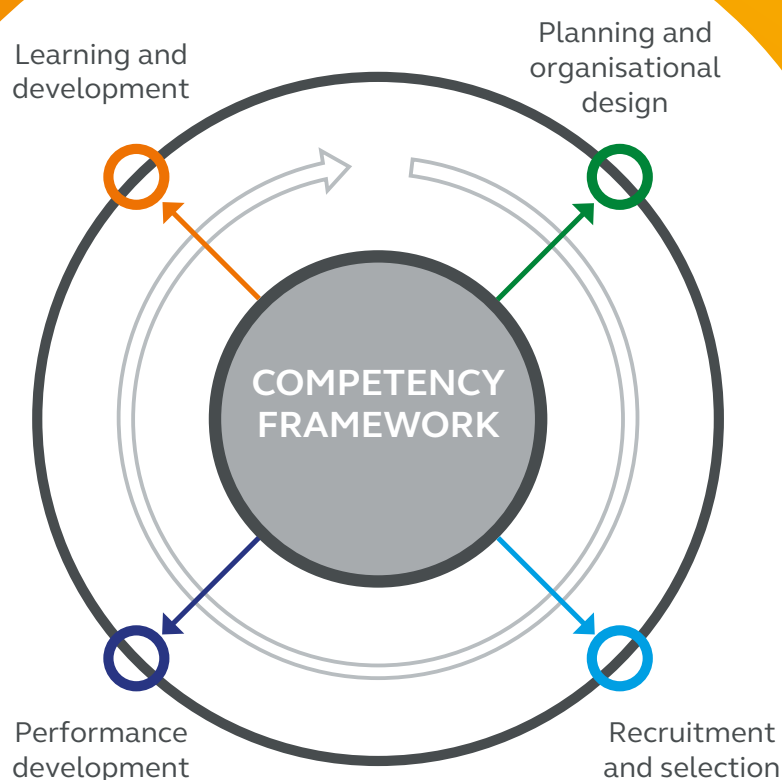 Learning and
development
Planning and
organisational
design
COMPETENCY
FRAMEWORK
Performance
development
Recruitment
and selection